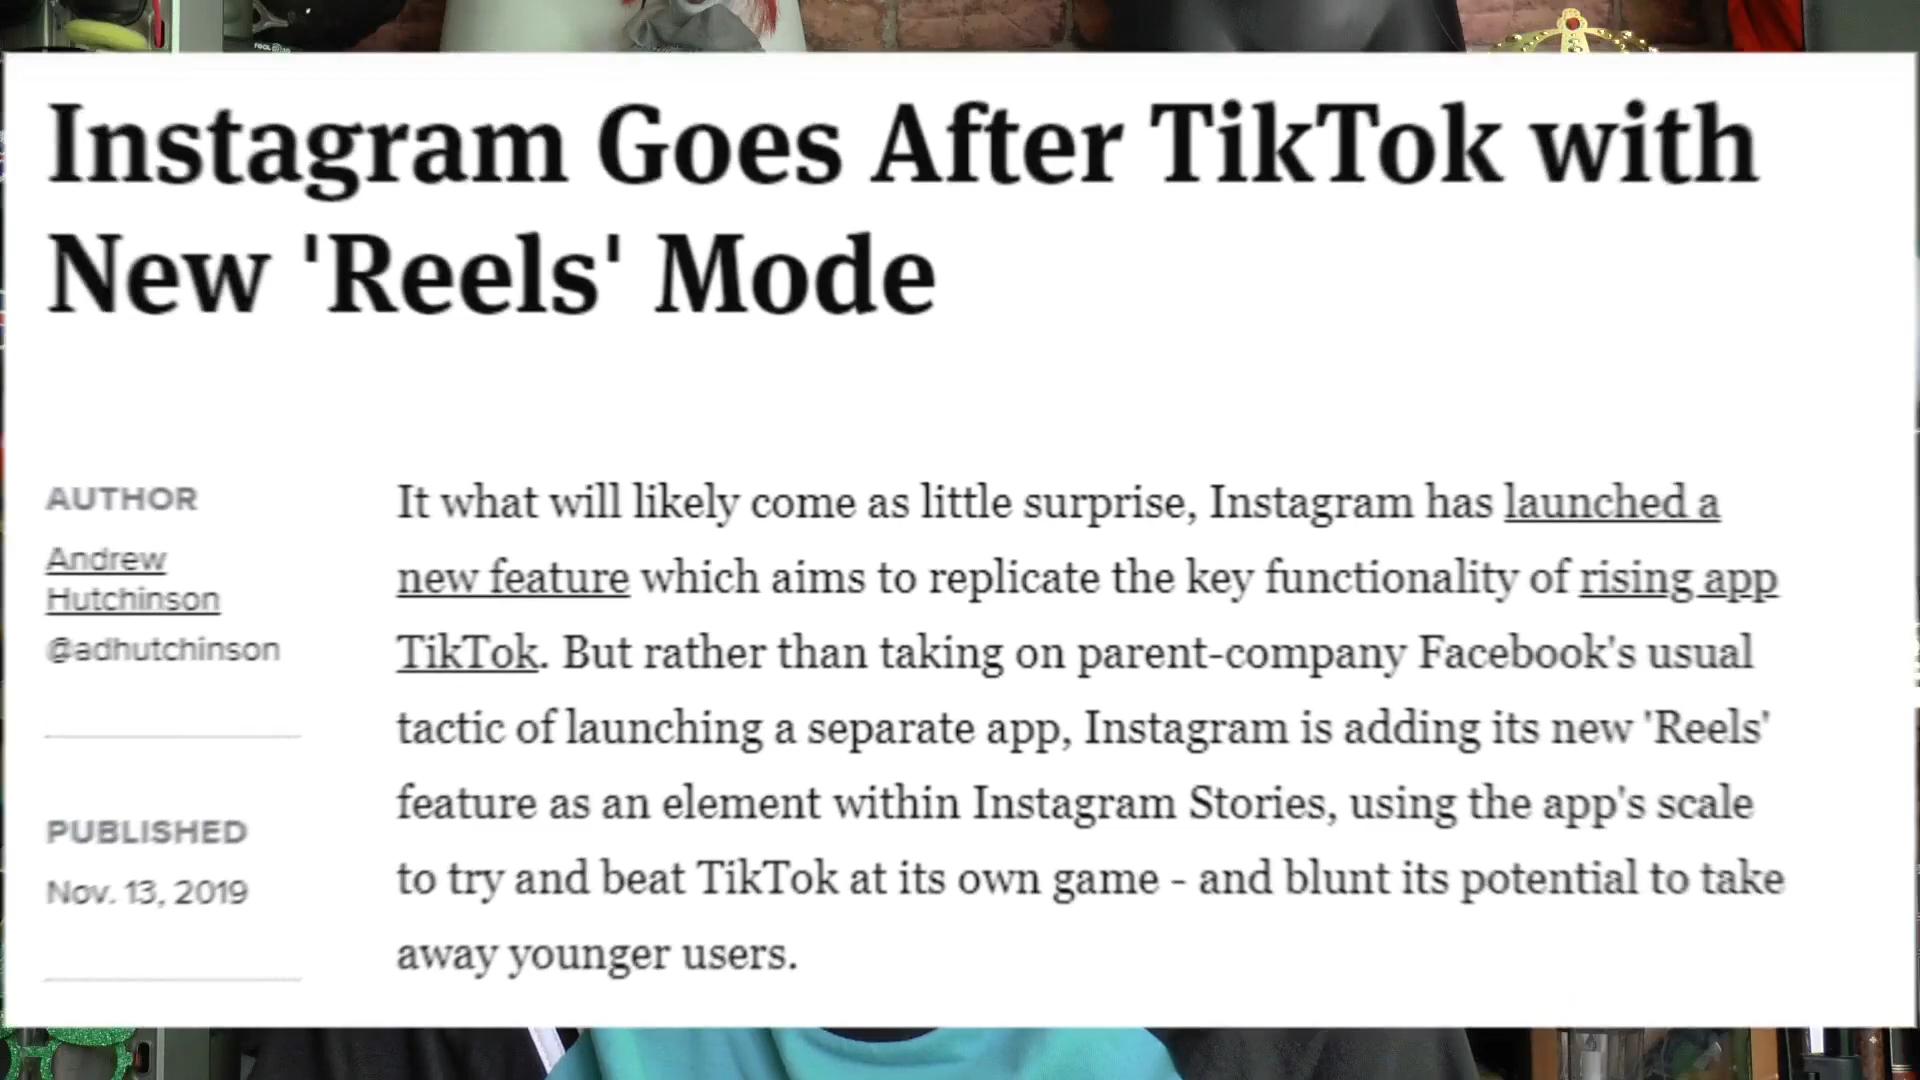 Instagram Goes After TikTok with
New 'Reels' Mode
AUTHOR
Andrew
Hutchinson
@adhutchinson
PUBLISHED
Nov. 13, 2019
It what will likely come as little surprise, Instagram has launched a
new feature which aims to replicate the key functionality of rising app
TikTok. But rather than taking on parent-company Facebook's usual
tactic of launching a separate app, Instagram is adding its new 'Reels'
feature as an element within Instagram Stories, using the app's scale
to try and beat TikTok at its own game - and blunt its potential to take
away younger users.